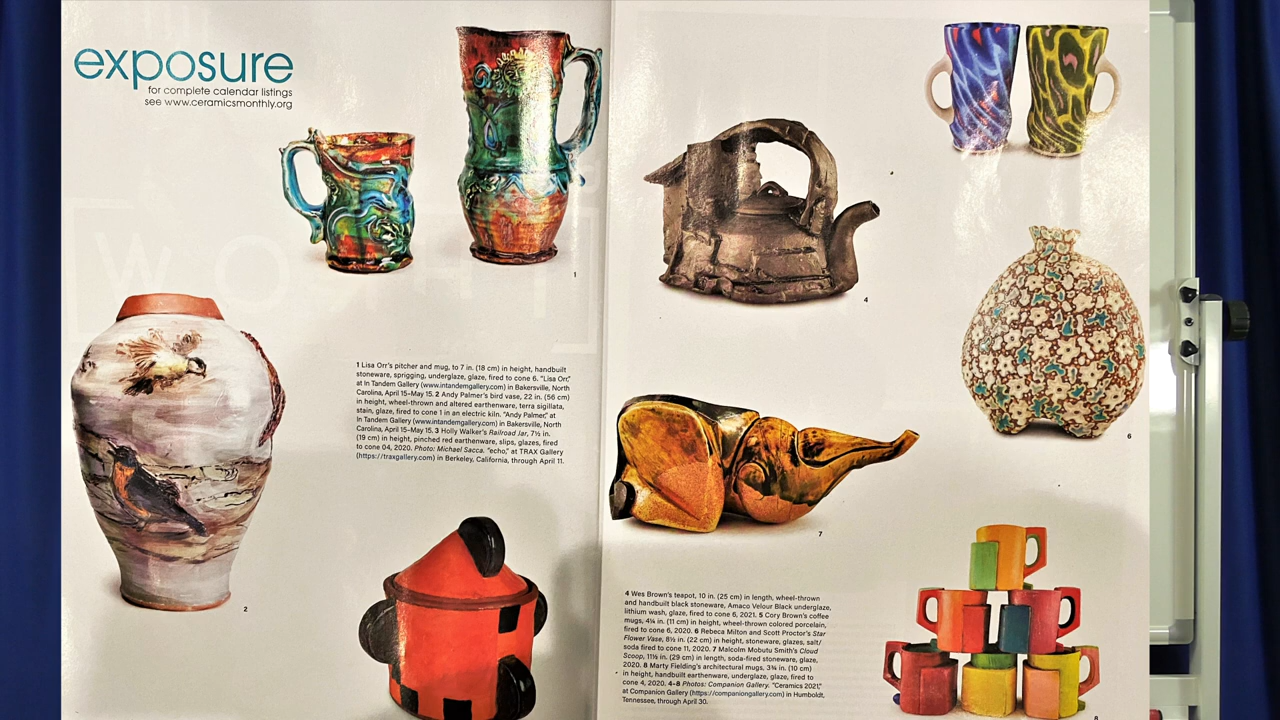 exposure
for complete calendar listings
see www.ceramicsmonthly.org
1
1 Lisa Orr's pitcher and mug, to 7 in. (18 cm) in height, handbuilt
stoneware, sprigging, underglaze, glaze, fired to cone 6. "Lisa Orr,"
at In Tandem Gallery (www.intandemgallery.com) in Bakersville, North
Carolina, April 15–May 15. 2 Andy Palmer's bird vase, 22 in. (56 cm)
in height, wheel-thrown and altered earthenware, terra sigillata,
stain, glaze, fired to cone 1 in an electric kiln. "Andy Palmer," at
In Tandem Gallery (www.intandemgallery.com) in Bakersville, North
Carolina, April 15–May 15. 3 Holly Walker's Railroad Jar, 7½ in.
(19 cm) in height, pinched red earthenware, slips, glazes, fired
to cone 04, 2020. Photo: Michael Sacca. "echo," at TRAX Gallery
(https://traxgallery.com) in Berkeley, California, through April 11.
2
4
6
7
4 Wes Brown's teapot, 10 in. (25 cm) in length, wheel-thrown
and handbuilt black stoneware, Amaco Velour Black underglaze,
lithium wash, glaze, fired to cone 6, 2021. 5 Cory Brown's coffee
mugs, 4¼ in. (11 cm) in height, wheel-thrown colored porcelain,
fired to cone 6, 2020. 6 Rebeca Milton and Scott Proctor's Star
Flower Vase, 8½ in. (22 cm) in height, stoneware, glazes, salt/
soda fired to cone 11, 2020. 7 Malcolm Mobutu Smith's Cloud
Scoop, 11½ in. (29 cm) in length, soda-fired stoneware, glaze,
2020. 8 Marty Fielding's architectural mugs, 3¾ in. (10 cm)
in height, handbuilt earthenware, underglaze, glaze, fired to
cone 4, 2020. 4–8 Photos: Companion Gallery. "Ceramics 2021,"
at Companion Gallery (https://companiongallery.com) in Humboldt,
Tennessee, through April 30.
8